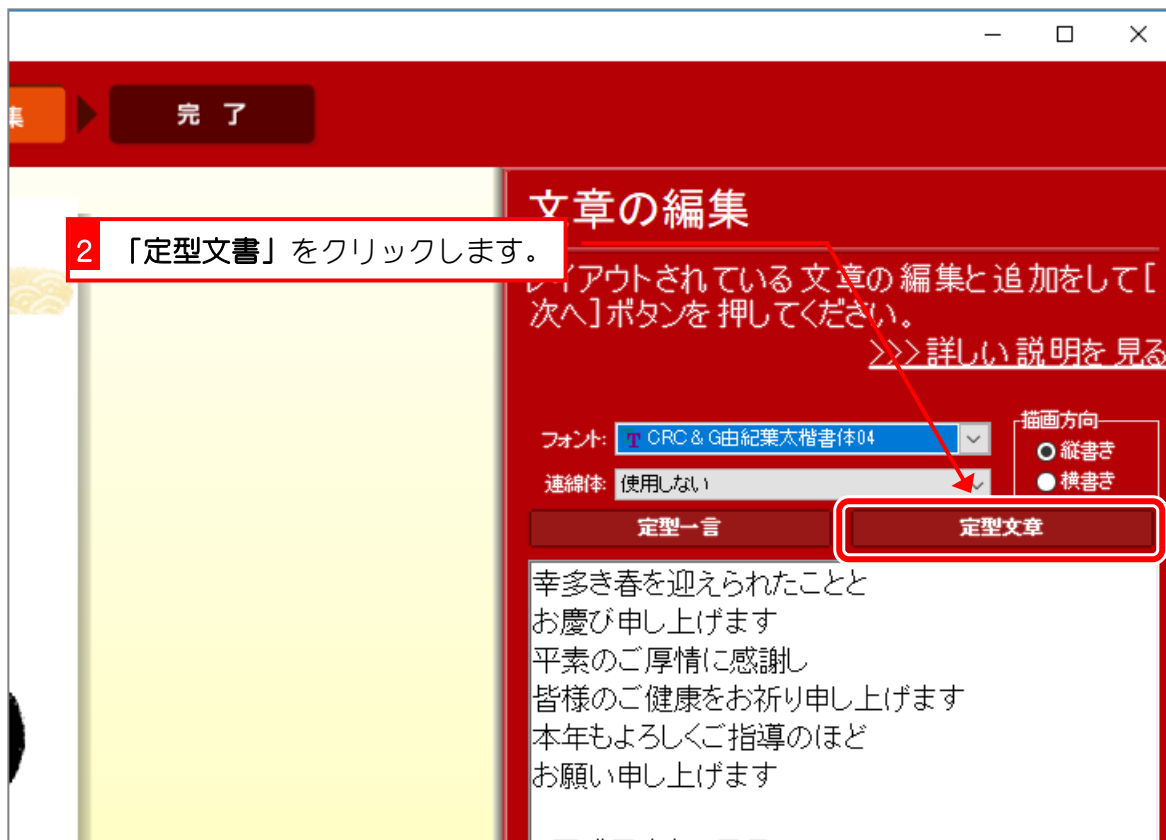 集
完 了
文章の編集
2 「定型文書」をクリックします。
レイアウトされている文章の編集と追加をして[
次へ]ボタンを押してください。
>>>詳しい説明を見る
フォント: CRC&G由紀葉太楷書体04
描画方向
縦書き
連綿体: 使用しない
横書き
定型一言 定型文章
幸多き春を迎えられたことと
お慶び申し上げます
平素のご厚情に感謝し
皆様のご健康をお祈り申し上げます
本年もよろしくご指導のほど
お願い申し上げます